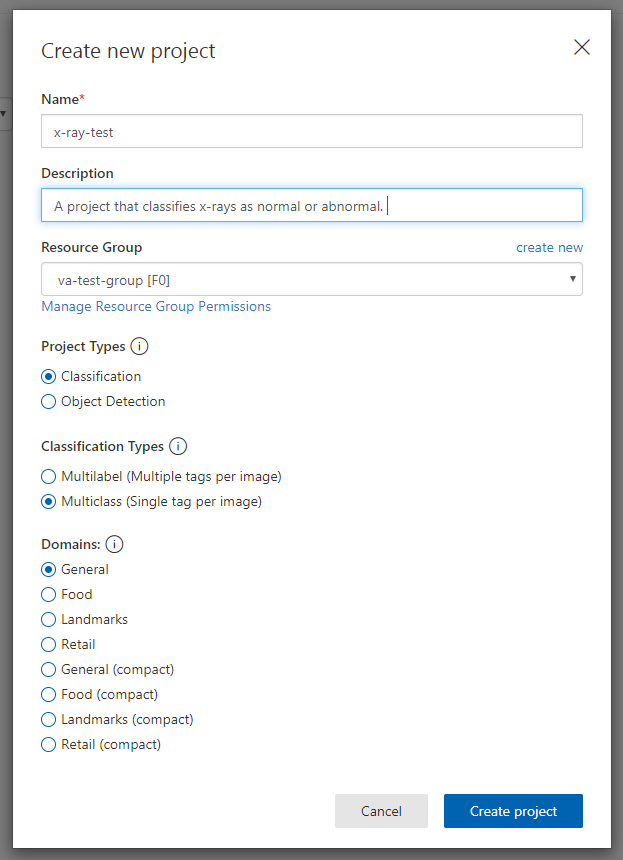 Create new project
Name*
x-ray-test
Description
A project that classifies x-rays as normal or abnormal.
Resource Group create new
va-test-group [F0]
Manage Resource Group Permissions
Project Types i
Classification
Object Detection
Classification Types i
Multilabel (Multiple tags per image)
Multiclass (Single tag per image)
Domains: i
General
Food
Landmarks
Retail
General (compact)
Food (compact)
Landmarks (compact)
Retail (compact)
Cancel Create project